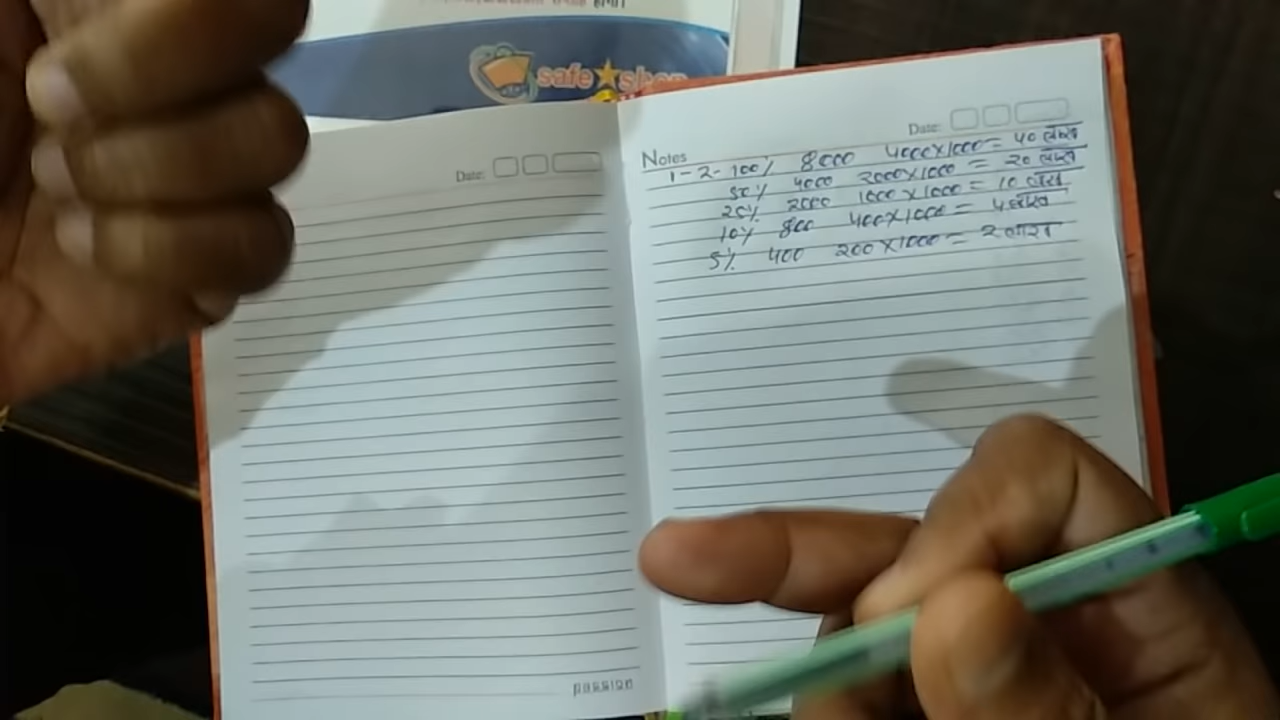 होगा।
safe shop
Date:
Date:
Notes
1-2-100% 8000 4000×1000= 40 लाख
50% 4000 2000×1000 = 20 लाख
25% 2000 1000×1000 = 10 लाख
10% 800 400×1000 = 4 लाख
5% 400 200×1000= 2 लाख
passion